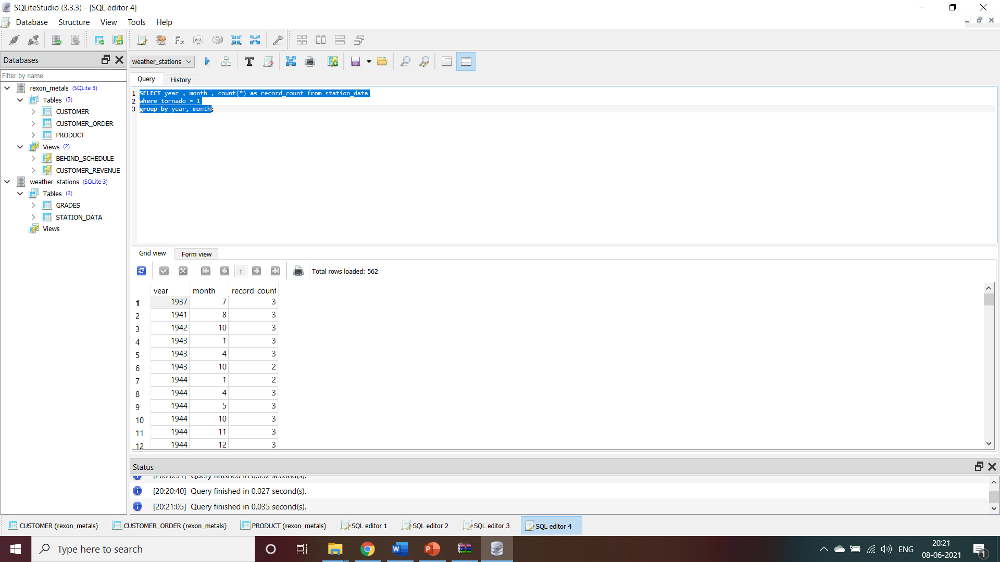 SQLiteStudio (3.3.3) - [SQL editor 4]
Database Structure View Tools Help
Databases
Filter by name
rexon_metals (SQLite 3)
Tables (3)
CUSTOMER
CUSTOMER_ORDER
PRODUCT
Views (2)
BEHIND_SCHEDULE
CUSTOMER_REVENUE
weather_stations (SQLite 3)
Tables (2)
GRADES
STATION_DATA
Views
weather_stations
Query History
1 SELECT year , month , count(*) as record_count from station_data
2 where tornado = 1
3 group by year, month;
Grid view Form view
1 Total rows loaded: 562
year month record_count
1 1937 7 3
2 1941 8 3
3 1942 10 3
4 1943 1 3
5 1943 4 3
6 1943 10 2
7 1944 1 2
8 1944 4 3
9 1944 5 3
10 1944 10 3
11 1944 11 3
12 1944 12 3
Status
Query finished in 0.032 second(s).
[20:20:40] Query finished in 0.027 second(s).
[20:21:05] Query finished in 0.035 second(s).
CUSTOMER (rexon_metals) CUSTOMER_ORDER (rexon_metals) PRODUCT (rexon_metals) SQL editor 1 SQL editor 2 SQL editor 3 SQL editor 4
Type here to search
ENG
20:21
08-06-2021
1